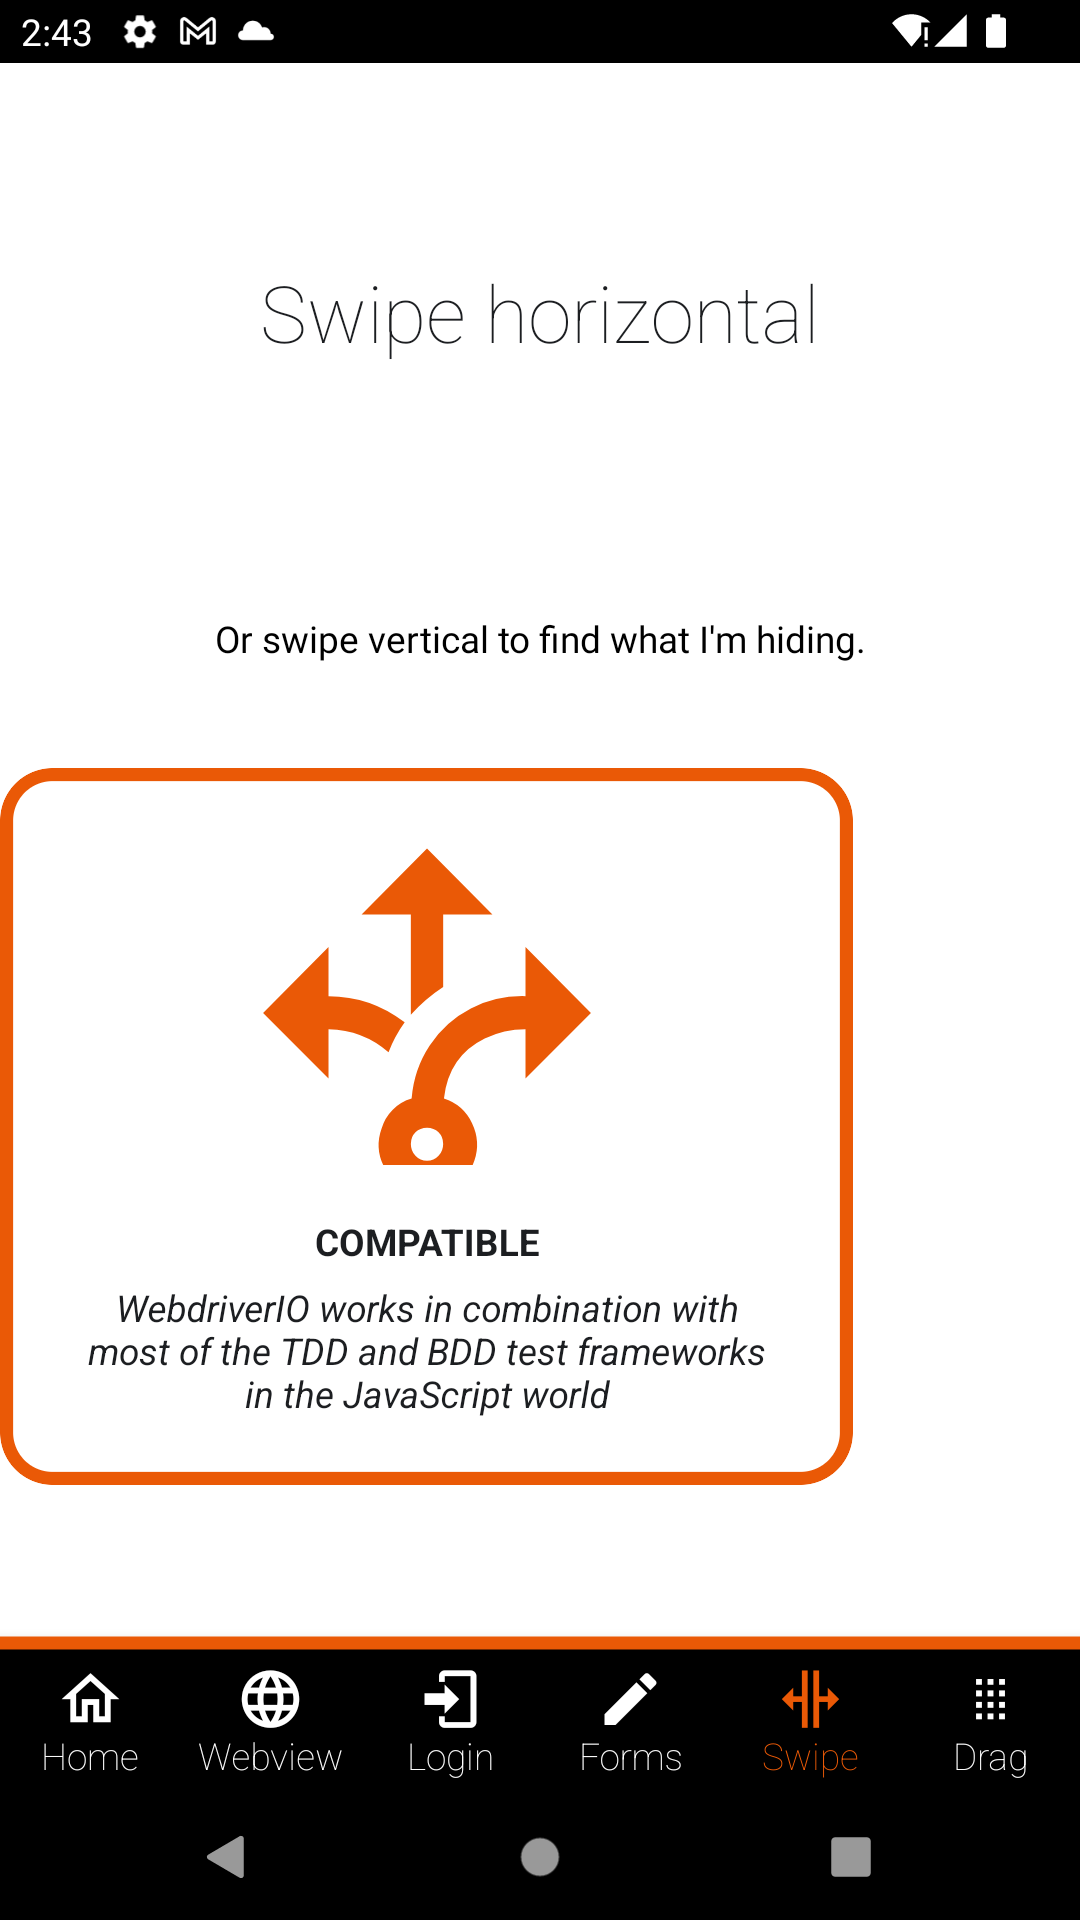 2:43
Swipe horizontal
Or swipe vertical to find what I'm hiding.
COMPATIBLE
WebdriverIO works in combination with
most of the TDD and BDD test frameworks
in the JavaScript world
Home
Webview
Login
Forms
Swipe
Drag